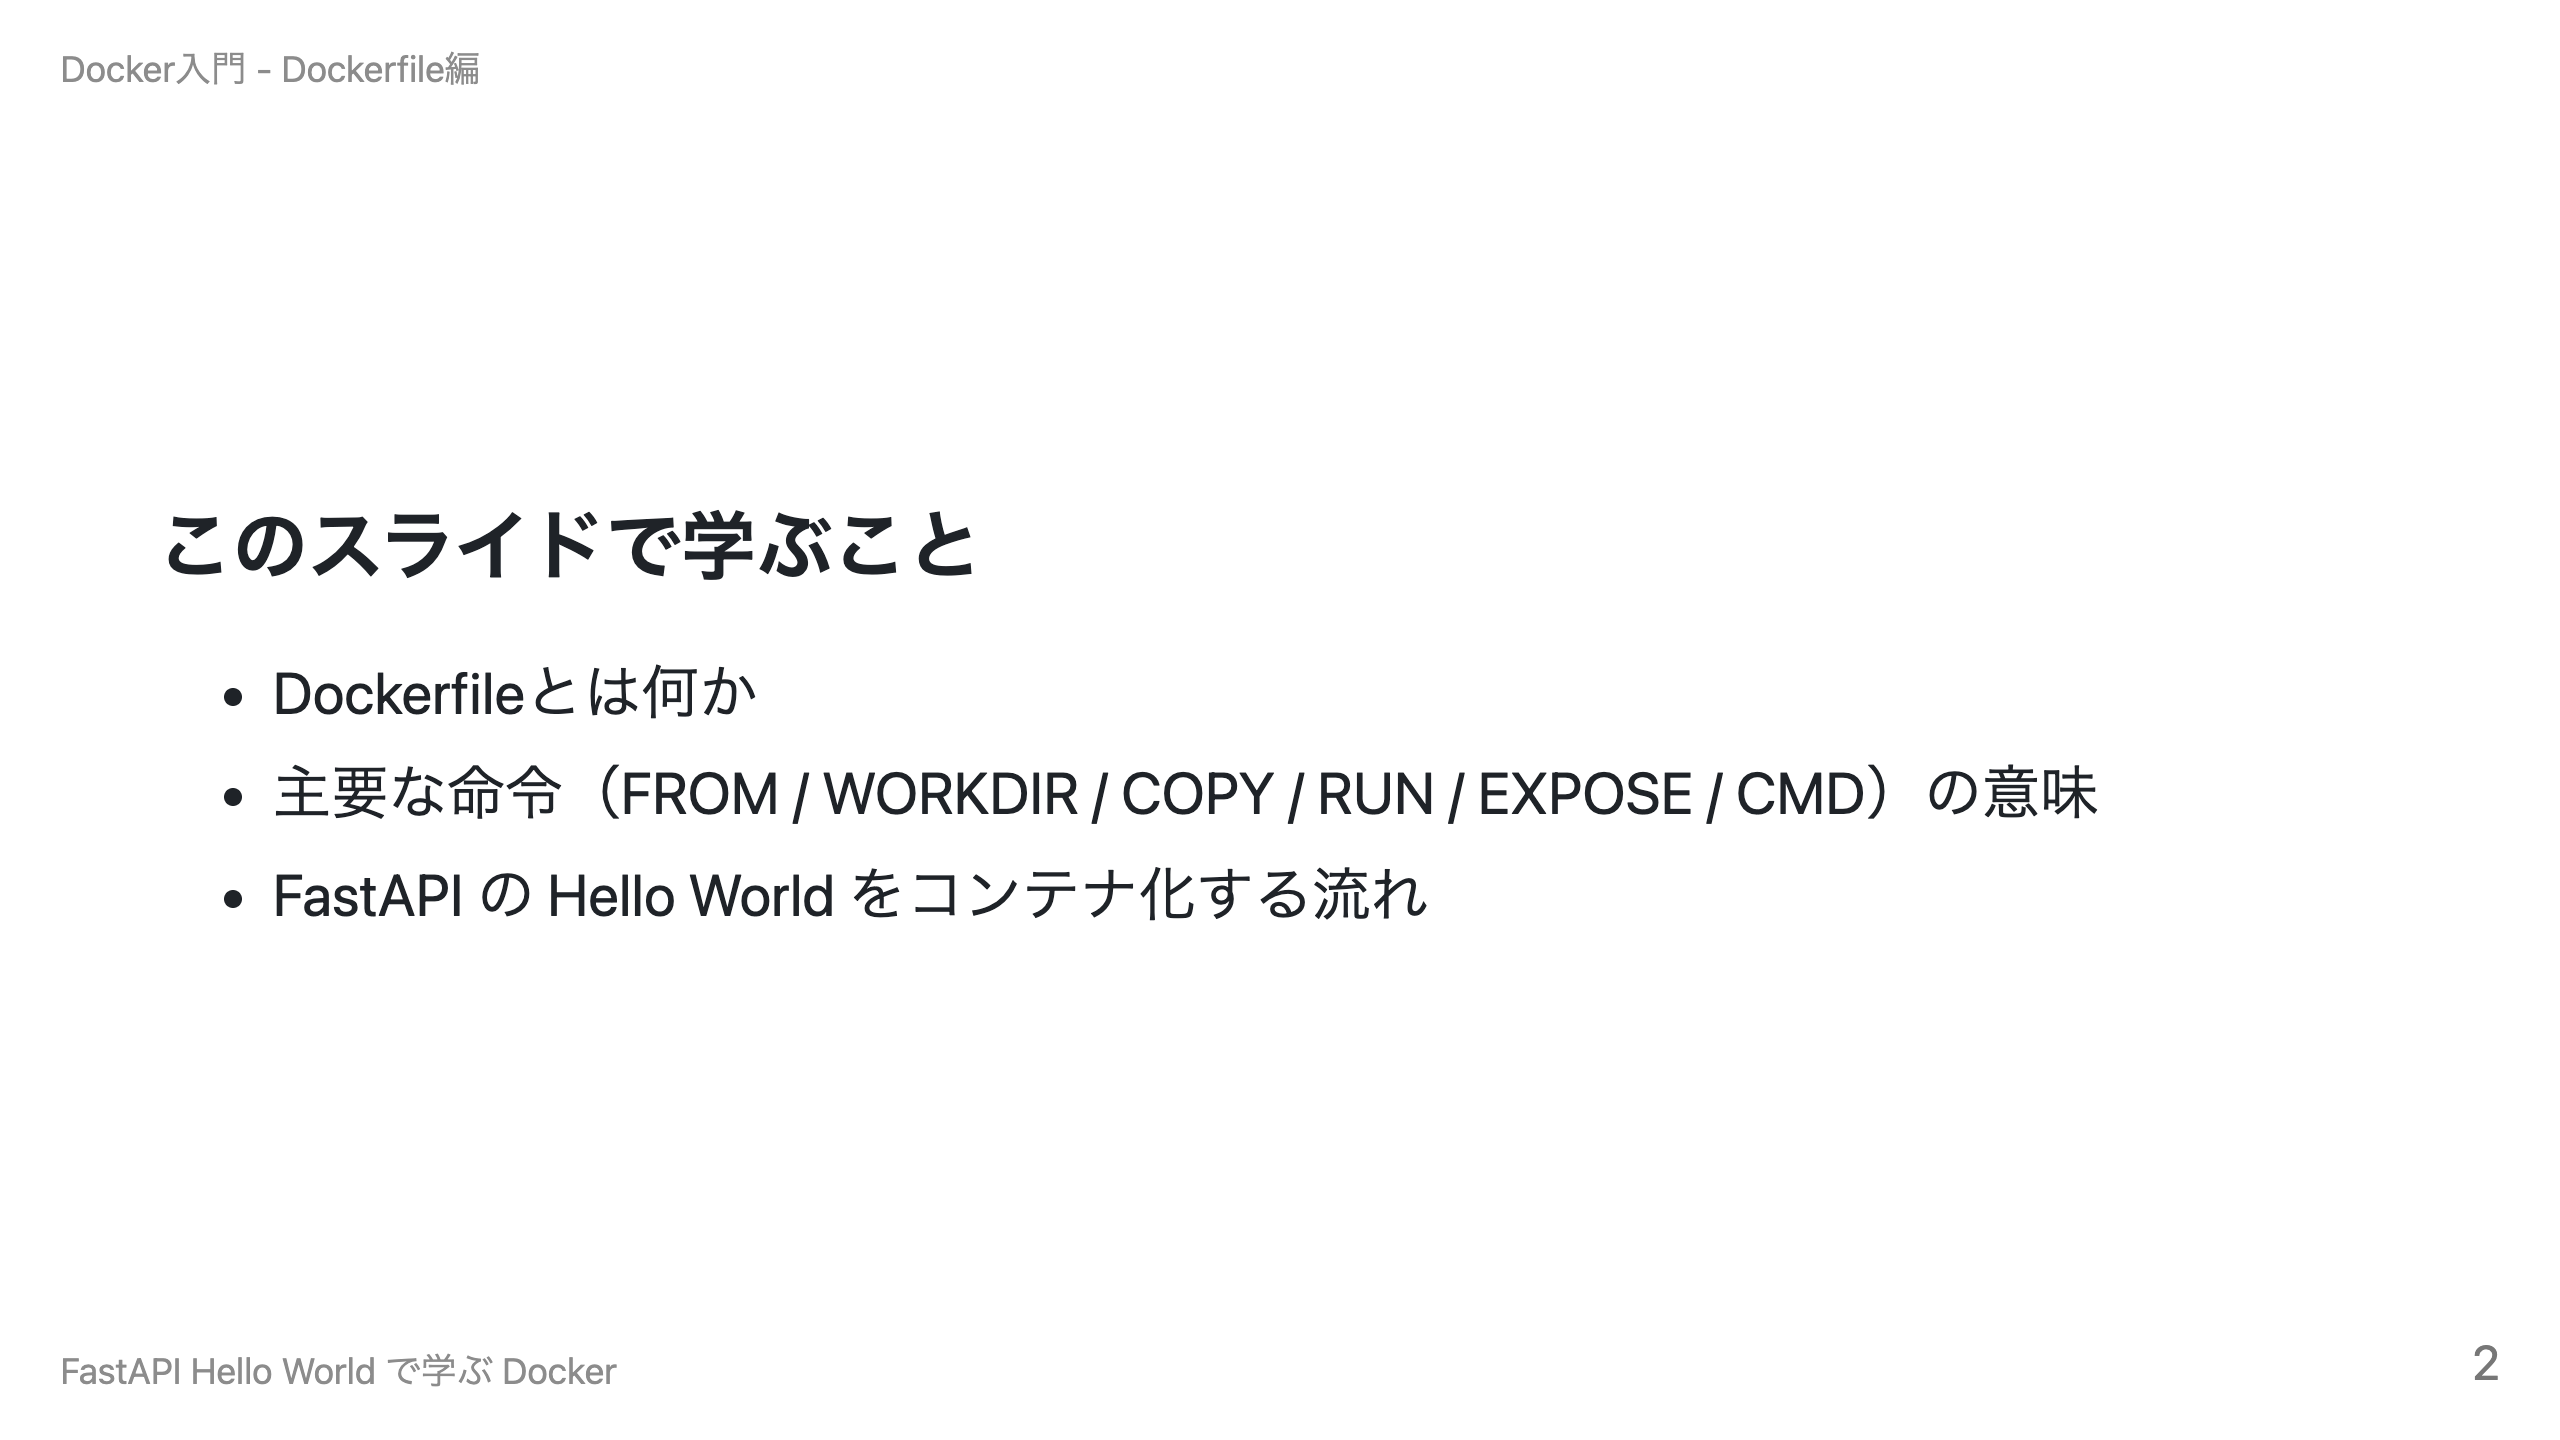 Docker入門 - Dockerfile編
このスライドで学ぶこと
• Dockerfileとは何か
• 主要な命令（FROM / WORKDIR / COPY / RUN / EXPOSE / CMD）の意味
• FastAPI の Hello World をコンテナ化する流れ
FastAPI Hello World で学ぶ Docker
2